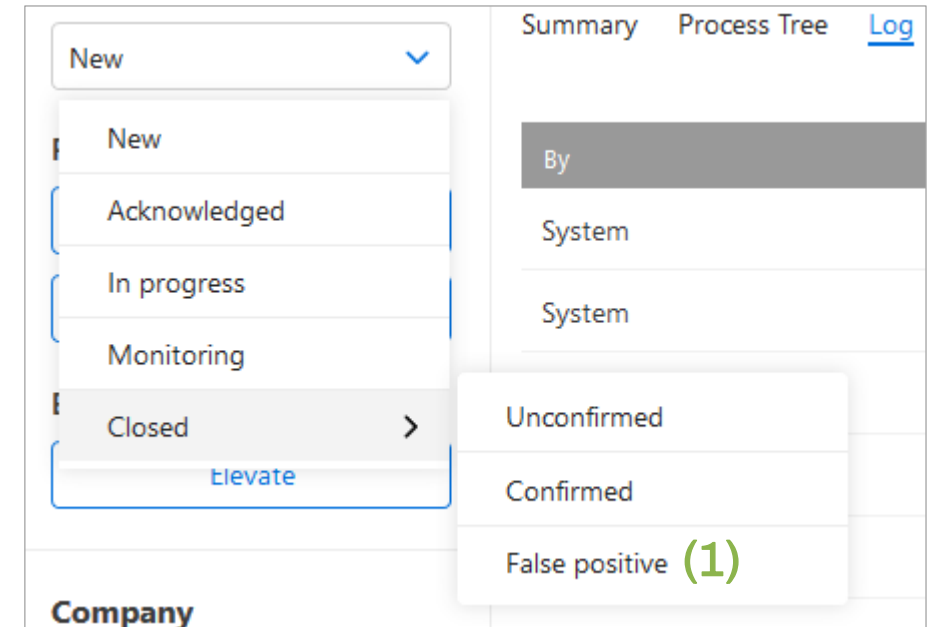 New
New
Acknowledged
In progress
Monitoring
Closed
Elevate
Company
Summary Process Tree Log
By
System
System
Unconfirmed
Confirmed
False positive (1)